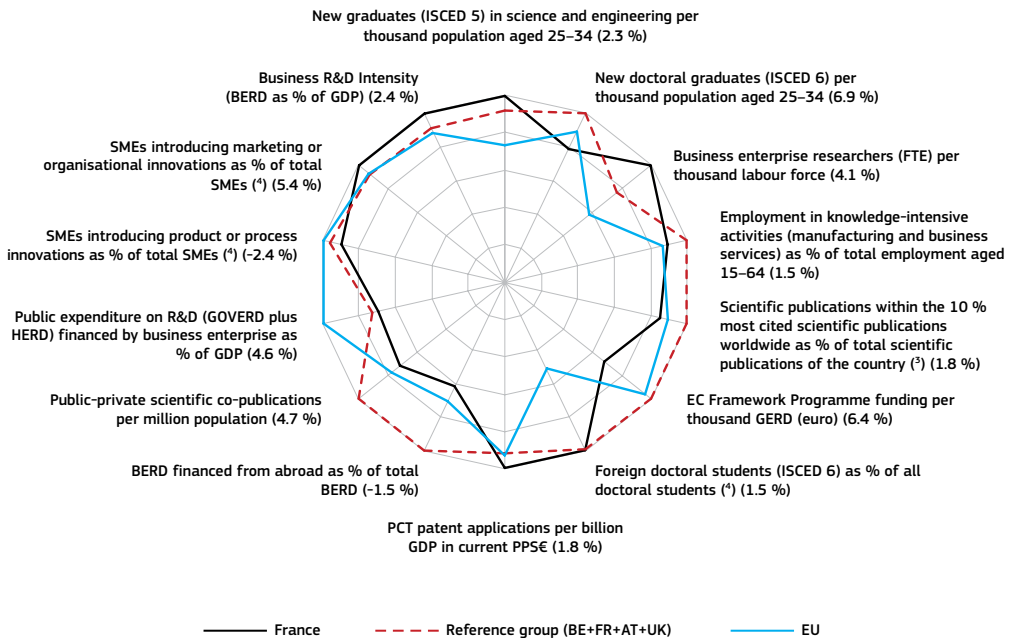 New graduates (ISCED 5) in science and engineering per
thousand population aged 25–34 (2.3 %)
Business R&D Intensity
(BERD as % of GDP) (2.4 %)
New doctoral graduates (ISCED 6) per
thousand population aged 25–34 (6.9 %)
SMEs introducing marketing or
organisational innovations as % of total
SMEs (⁴) (5.4 %)
Business enterprise researchers (FTE) per
thousand labour force (4.1 %)
SMEs introducing product or process
innovations as % of total SMEs (⁴) (-2.4 %)
Employment in knowledge-intensive
activities (manufacturing and business
services) as % of total employment aged
15–64 (1.5 %)
Public expenditure on R&D (GOVERD plus
HERD) financed by business enterprise as
% of GDP (4.6 %)
Scientific publications within the 10 %
most cited scientific publications
worldwide as % of total scientific
publications of the country (³) (1.8 %)
Public-private scientific co-publications
per million population (4.7 %)
EC Framework Programme funding per
thousand GERD (euro) (6.4 %)
BERD financed from abroad as % of total
BERD (-1.5 %)
Foreign doctoral students (ISCED 6) as % of all
doctoral students (⁴) (1.5 %)
PCT patent applications per billion
GDP in current PPS€ (1.8 %)
France
Reference group (BE+FR+AT+UK)
EU